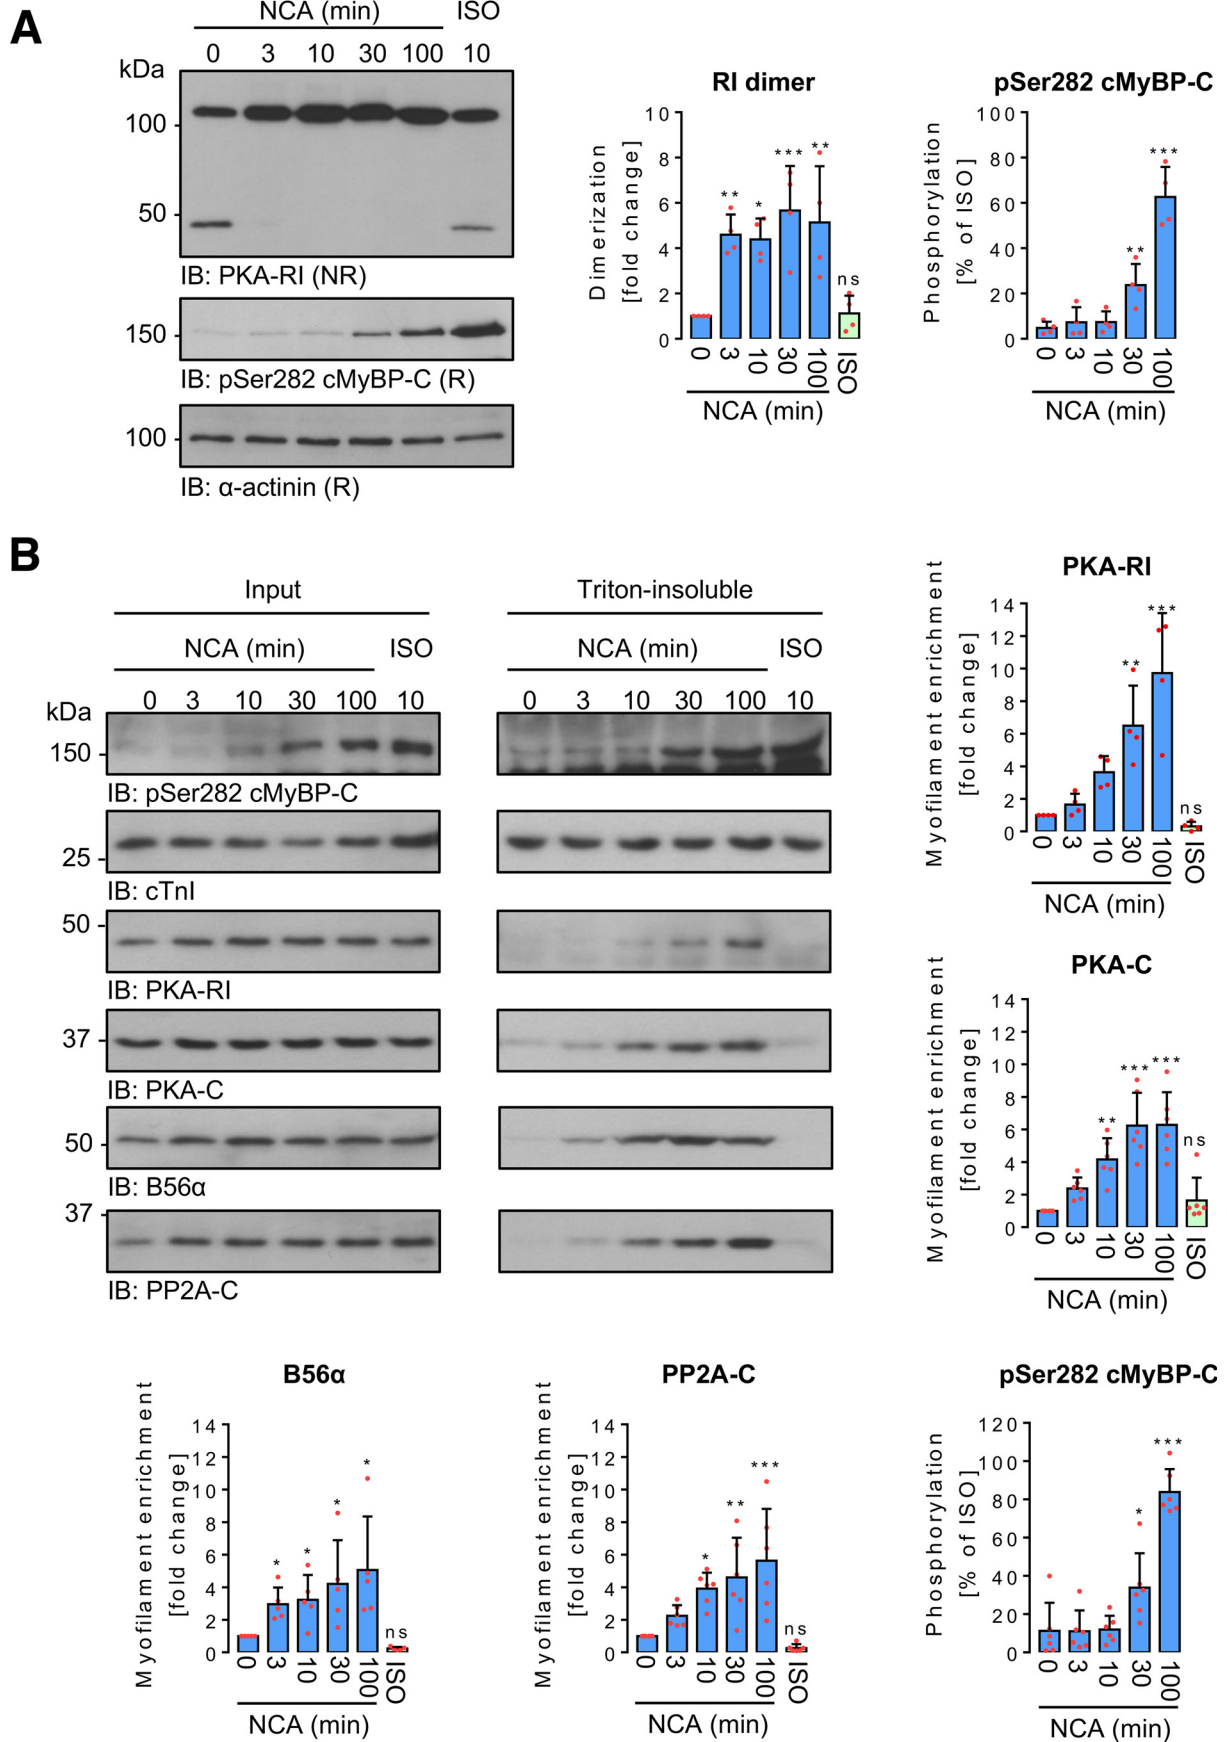 A
NCA (min) ISO
0 3 10 30 100 10
kDa
100
50
IB: PKA-RI (NR)
150
IB: pSer282 cMyBP-C (R)
100
IB: α-actinin (R)
RI dimer
Dimerization
[fold change]
10
8
6
4
2
0
** * *** ** ns
0 3 10 30 100 ISO
NCA (min)
pSer282 cMyBP-C
Phosphorylation
[% of ISO]
100
80
60
40
20
0
** ***
0 3 10 30 100
NCA (min)
B
Input Triton-insoluble
NCA (min) ISO NCA (min) ISO
0 3 10 30 100 10 0 3 10 30 100 10
kDa
150
IB: pSer282 cMyBP-C
25
IB: cTnI
50
IB: PKA-RI
37
IB: PKA-C
50
IB: B56α
37
IB: PP2A-C
PKA-RI
Myofilament enrichment
[fold change]
14
12
10
8
6
4
2
0
** *** ns
0 3 10 30 100 ISO
NCA (min)
PKA-C
Myofilament enrichment
[fold change]
14
12
10
8
6
4
2
0
** *** *** ns
0 3 10 30 100 ISO
NCA (min)
B56α
Myofilament enrichment
[fold change]
14
12
10
8
6
4
2
0
* * * * ns
0 3 10 30 100 ISO
NCA (min)
PP2A-C
Myofilament enrichment
[fold change]
14
12
10
8
6
4
2
0
* ** *** ns
0 3 10 30 100 ISO
NCA (min)
pSer282 cMyBP-C
Phosphorylation
[% of ISO]
120
100
80
60
40
20
0
* ***
0 3 10 30 100
NCA (min)